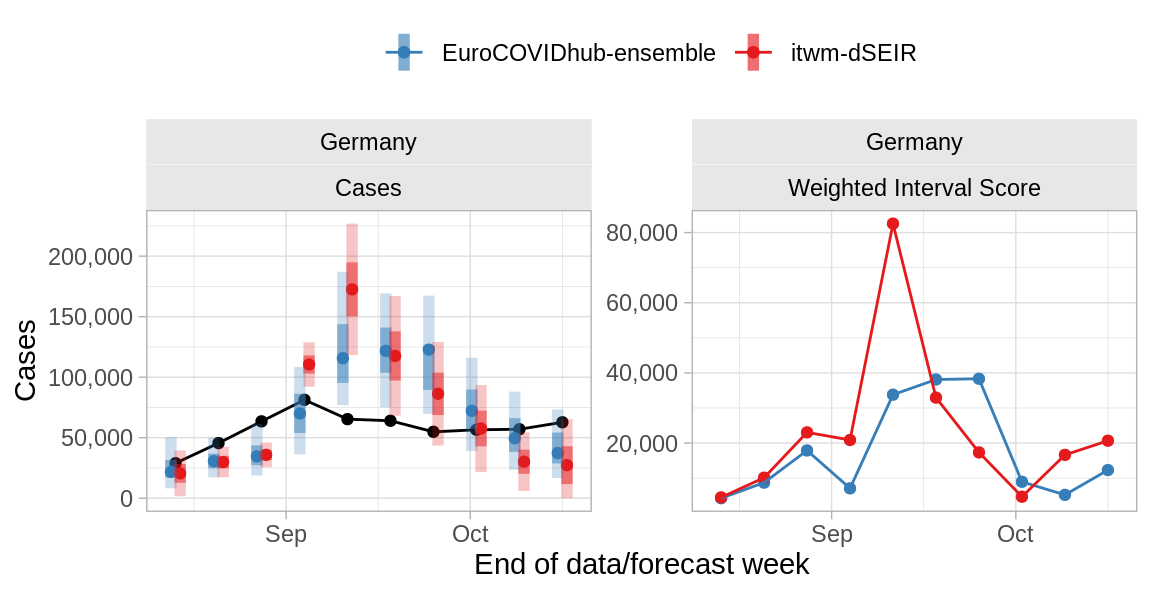 EuroCOVIDhub-ensemble itwm-dSEIR
Germany
Cases
Cases
200,000
150,000
100,000
50,000
0
Sep Oct
Germany
Weighted Interval Score
80,000
60,000
40,000
20,000
Sep Oct
End of data/forecast week